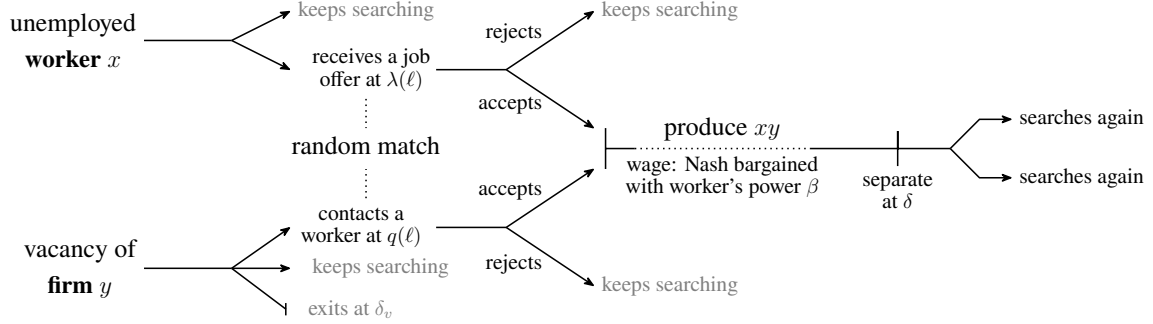 keeps searching
keeps searching
unemployed
worker x
rejects
receives a job
offer at λ(ℓ)
accepts
produce xy
searches again
random match
wage: Nash bargained
with worker's power β
separate
at δ
searches again
accepts
contacts a
worker at q(ℓ)
vacancy of
firm y
keeps searching
rejects
keeps searching
exits at δᵥ